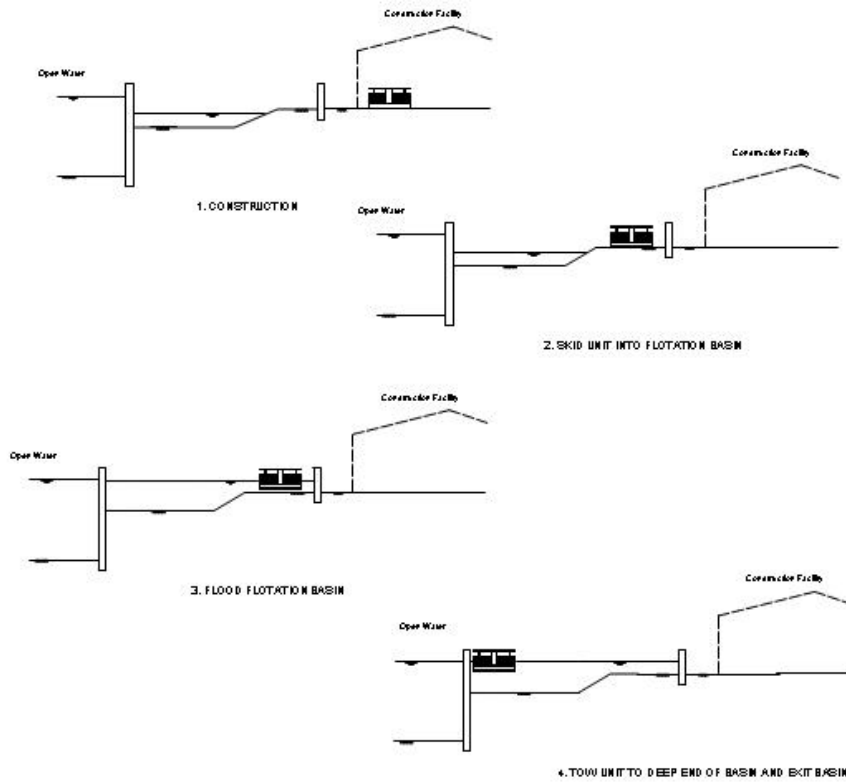 Construction Facility
Open Water
1. CONSTRUCTION
Construction Facility
Open Water
2. SKID UNIT INTO FLOTATION BASIN
Construction Facility
Open Water
3. FLOOD FLOTATION BASIN
Construction Facility
Open Water
4. TOW UNIT TO DEEP END OF BASIN AND EXIT BASIN